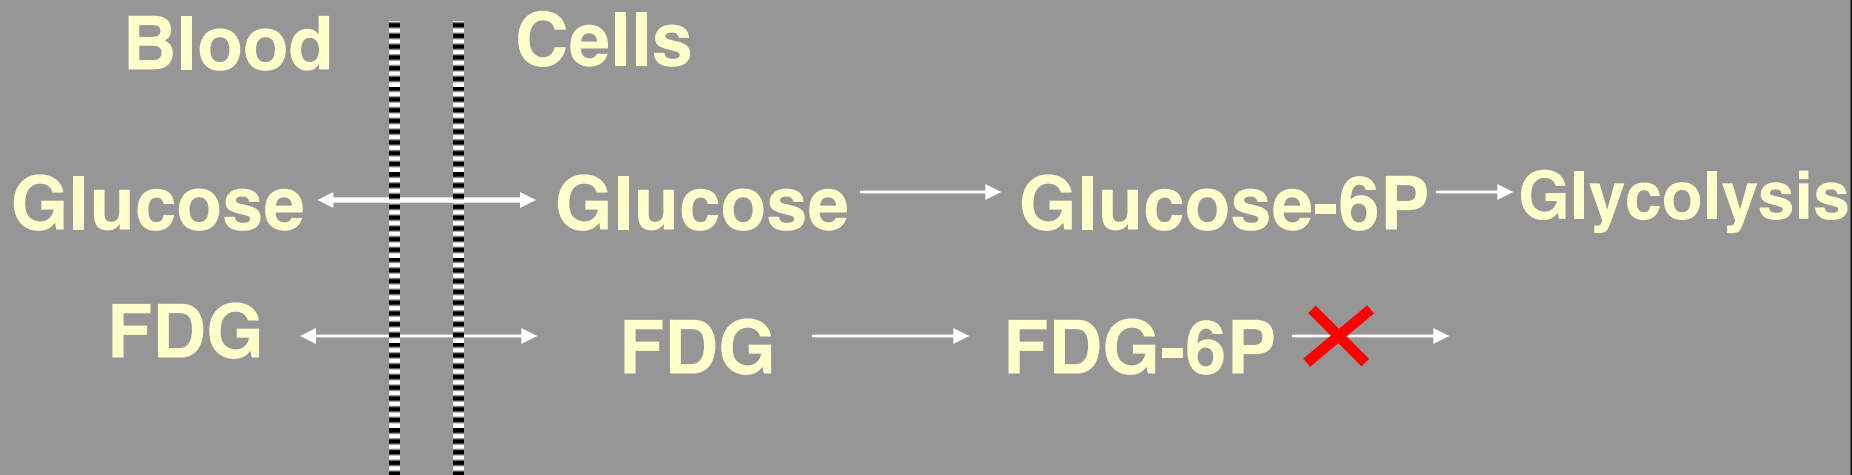 Blood Cells
Glucose Glucose Glucose-6P Glycolysis
FDG FDG FDG-6P